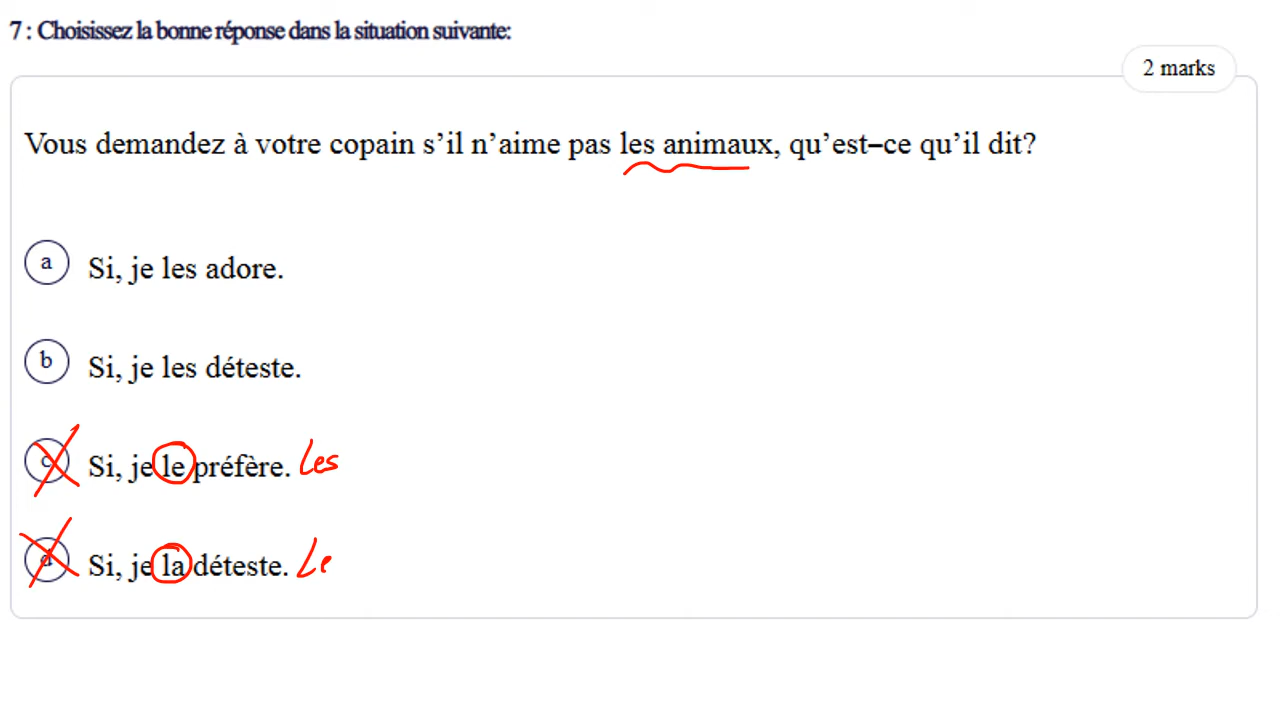 7 : Choisissez la bonne réponse dans la situation suivante:
2 marks
Vous demandez à votre copain s’il n’aime pas les animaux, qu’est–ce qu’il dit?
a Si, je les adore.
b Si, je les déteste.
c Si, je le préfère. Les
d Si, je la déteste. Le